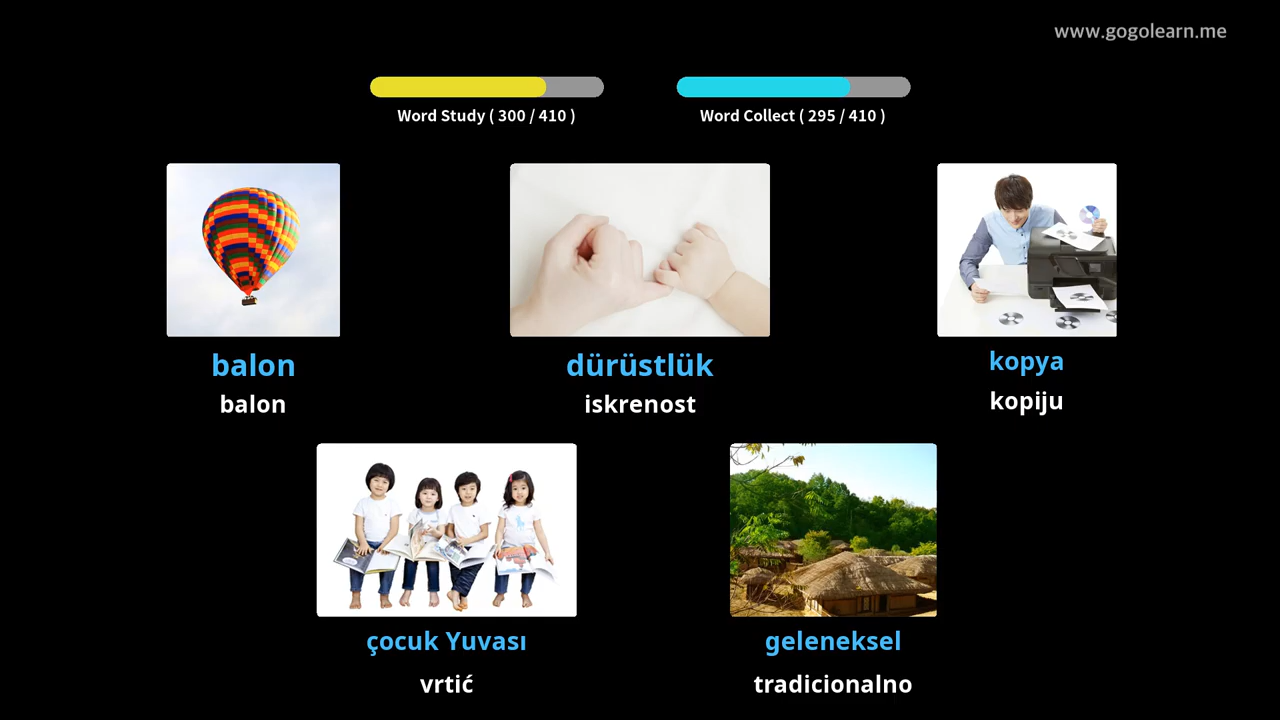 www.gogolearn.me
Word Study ( 300 / 410 )
Word Collect ( 295 / 410 )
balon
balon
dürüstlük
iskrenost
kopya
kopiju
çocuk Yuvası
vrtić
geleneksel
tradicionalno